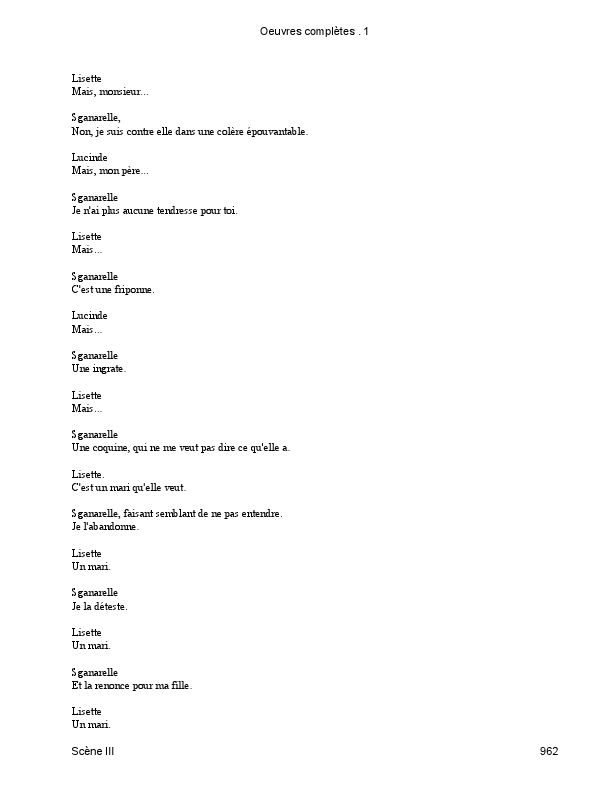 Oeuvres complètes . 1
Lisette
Mais, monsieur...
Sganarelle,
Non, je suis contre elle dans une colère épouvantable.
Lucinde
Mais, mon père...
Sganarelle
Je n'ai plus aucune tendresse pour toi.
Lisette
Mais...
Sganarelle
C'est une friponne.
Lucinde
Mais...
Sganarelle
Une ingrate.
Lisette
Mais...
Sganarelle
Une coquine, qui ne me veut pas dire ce qu'elle a.
Lisette.
C'est un mari qu'elle veut.
Sganarelle, faisant semblant de ne pas entendre.
Je l'abandonne.
Lisette
Un mari.
Sganarelle
Je la déteste.
Lisette
Un mari.
Sganarelle
Et la renonce pour ma fille.
Lisette
Un mari.
Scène III 962